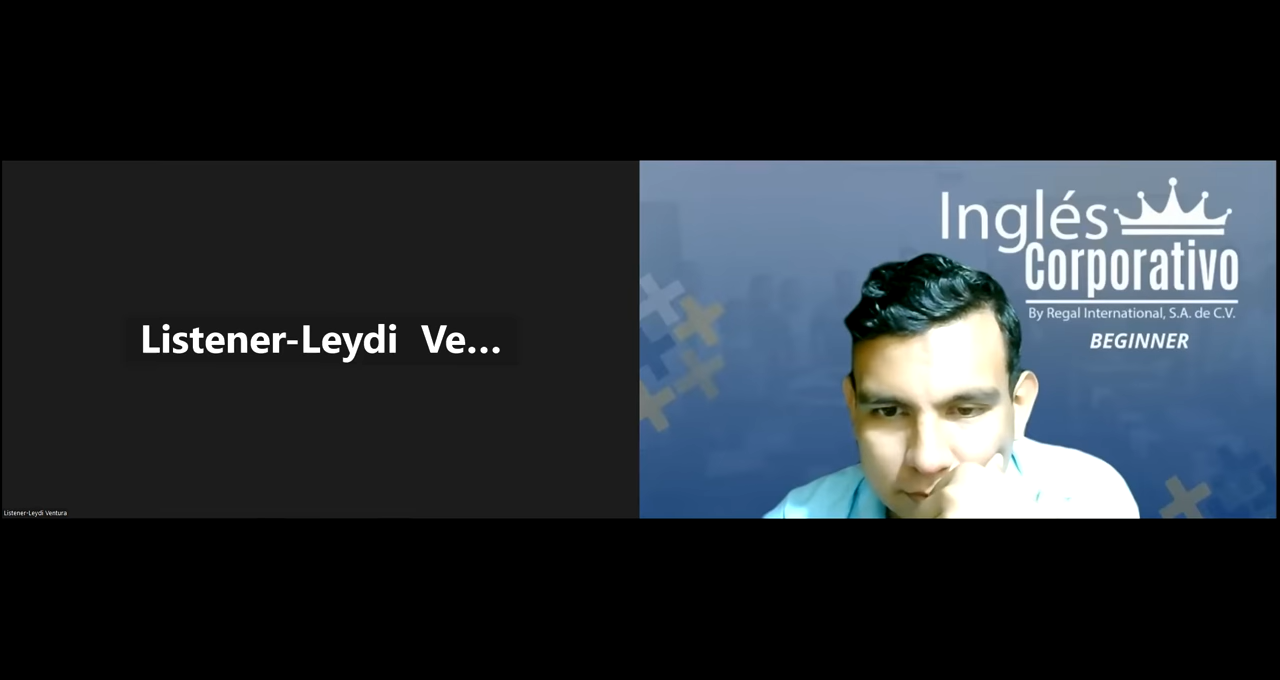 Listener-Leydi Ve...
Listener-Leydi Ventura
Inglés
Corporativo
By Regal International, S.A. de C.V.
BEGINNER